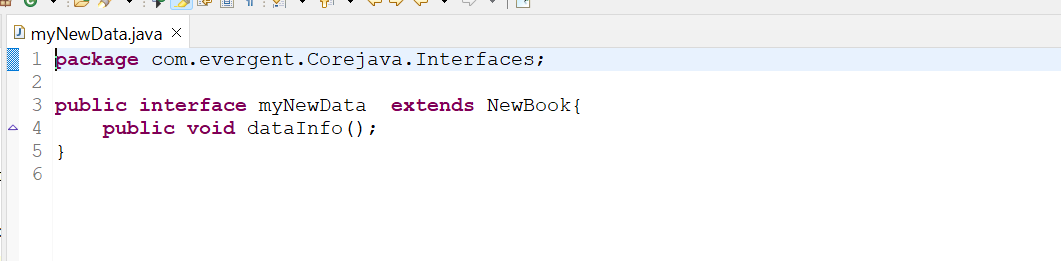 myNewData.java
1 package com.evergent.Corejava.Interfaces;
2
3 public interface myNewData  extends NewBook{
4     public void dataInfo();
5 }
6